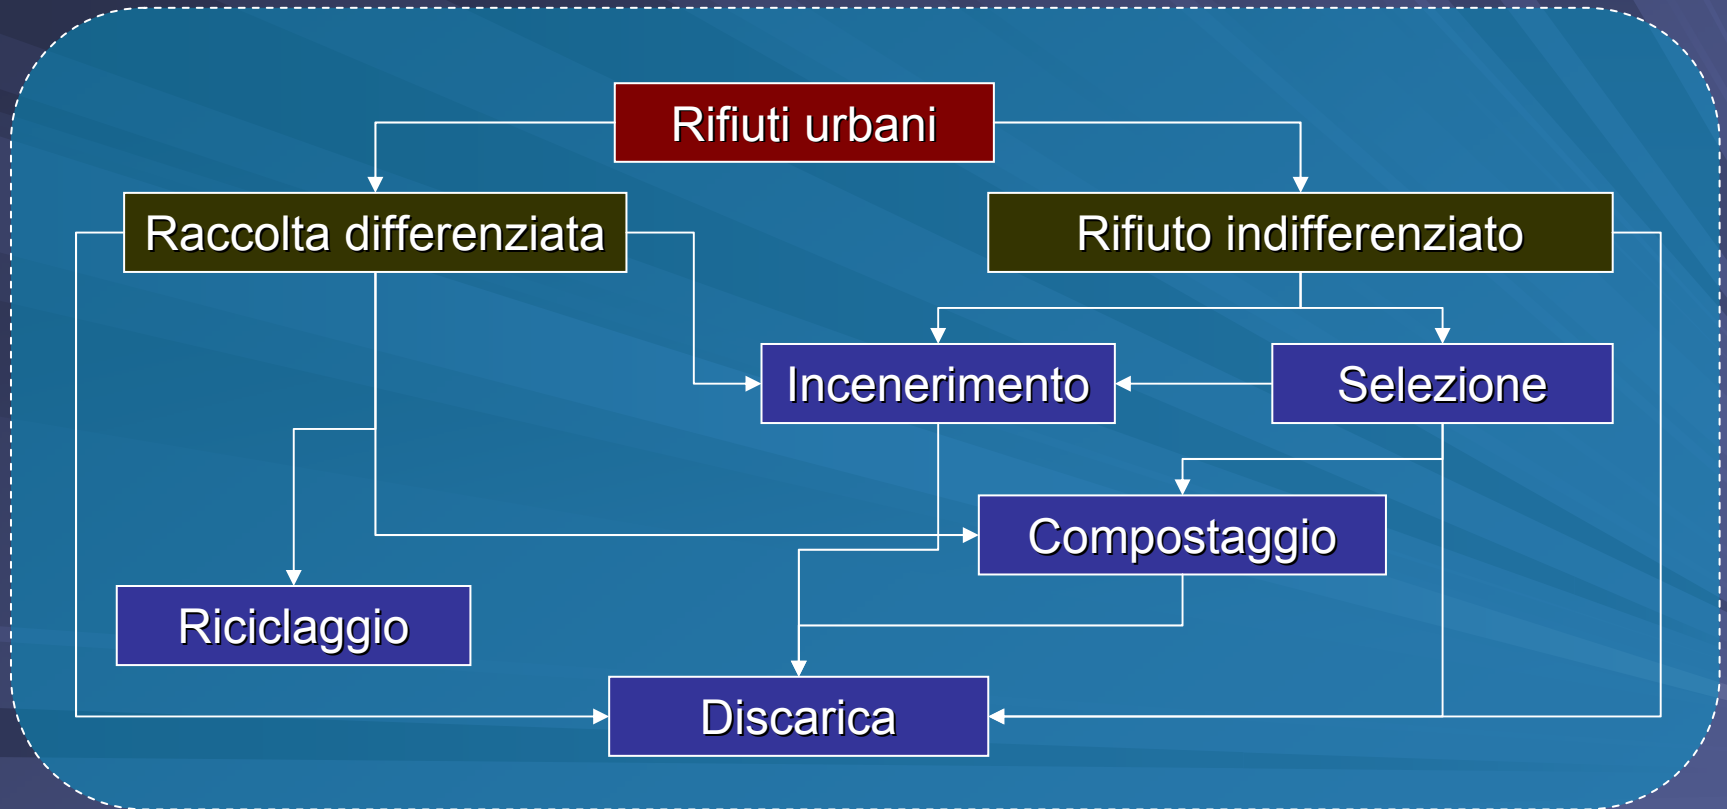 Rifiuti urbani
Raccolta differenziata
Rifiuto indifferenziato
Incenerimento
Selezione
Compostaggio
Riciclaggio
Discarica